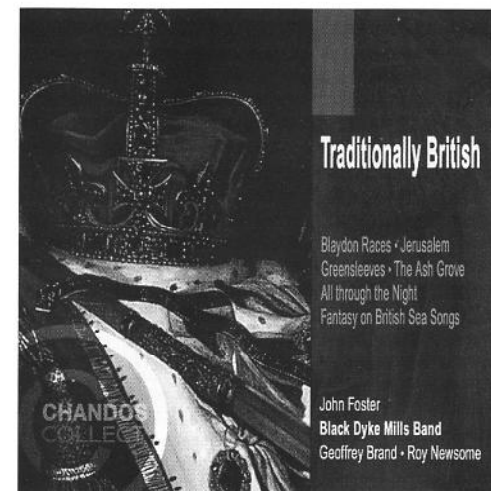 Traditionally British
Blaydon Races • Jerusalem
Greensleeves • The Ash Grove
All through the Night
Fantasy on British Sea Songs
John Foster
Black Dyke Mills Band
Geoffrey Brand • Roy Newsome
CHANDOS
COLLECT